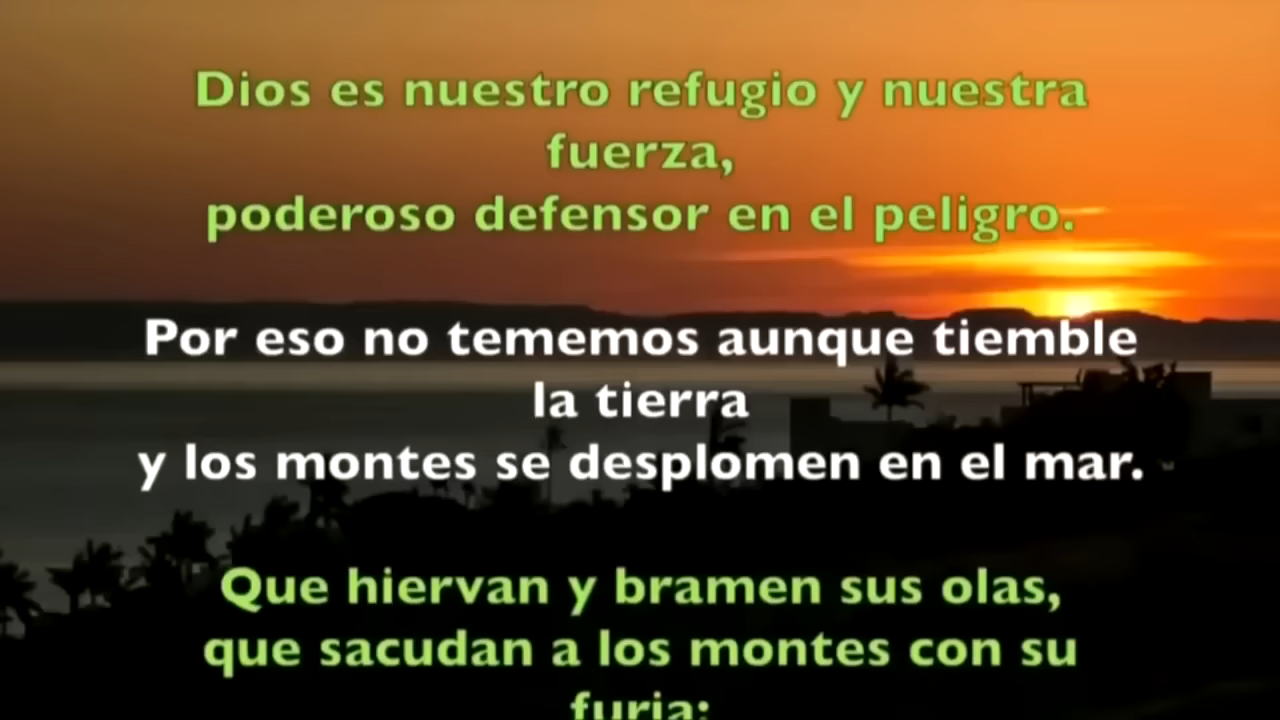 Dios es nuestro refugio y nuestra
fuerza,
poderoso defensor en el peligro.
Por eso no tememos aunque tiemble
la tierra
y los montes se desplomen en el mar.
Que hiervan y bramen sus olas,
que sacudan a los montes con su
furia: